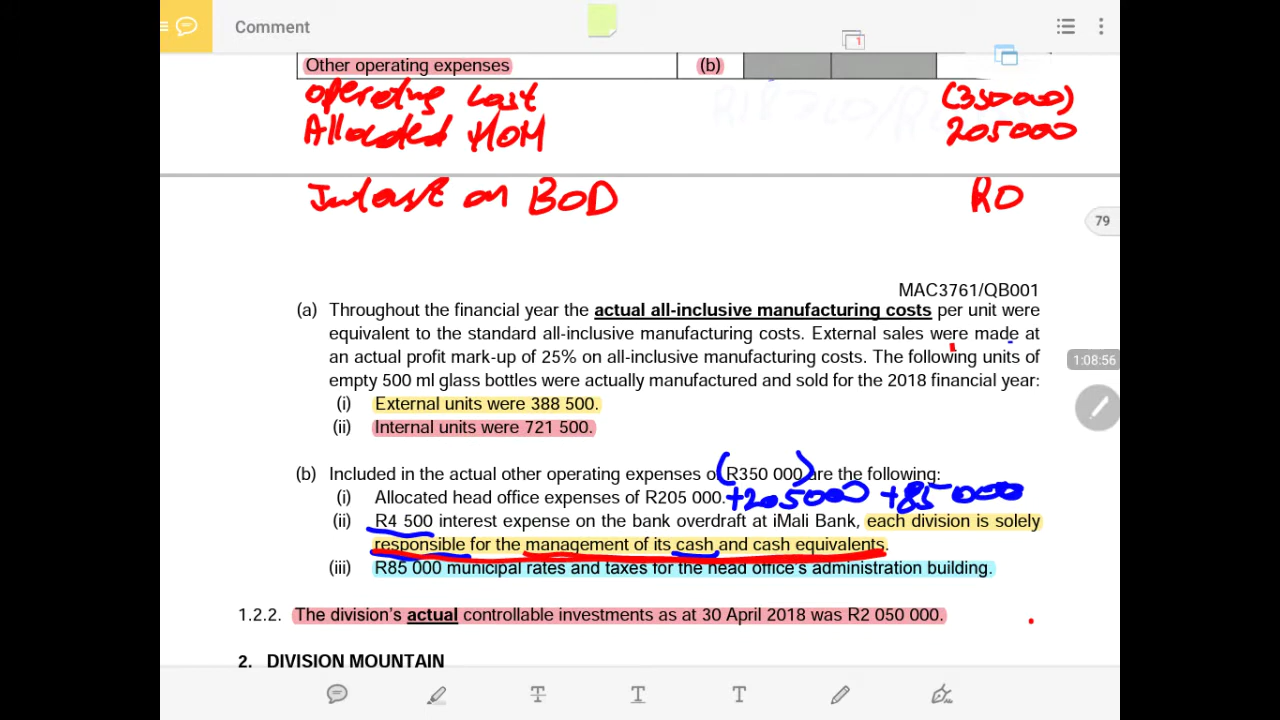 Comment
1
Other operating expenses (b)
operating cost (350000)
Allocated HOM 205000
Interest on BOD R0
79
MAC3761/QB001
(a) Throughout the financial year the actual all-inclusive manufacturing costs per unit were
equivalent to the standard all-inclusive manufacturing costs. External sales were made at
an actual profit mark-up of 25% on all-inclusive manufacturing costs. The following units of
1:08:56
empty 500 ml glass bottles were actually manufactured and sold for the 2018 financial year:
(i) External units were 388 500.
(ii) Internal units were 721 500.
(b) Included in the actual other operating expenses of (R350 000) are the following:
(i) Allocated head office expenses of R205 000. +205000 +85000
(ii) R4 500 interest expense on the bank overdraft at iMali Bank, each division is solely
responsible for the management of its cash and cash equivalents.
(iii) R85 000 municipal rates and taxes for the head office's administration building.
1.2.2. The division's actual controllable investments as at 30 April 2018 was R2 050 000.
2. DIVISION MOUNTAIN
T T T